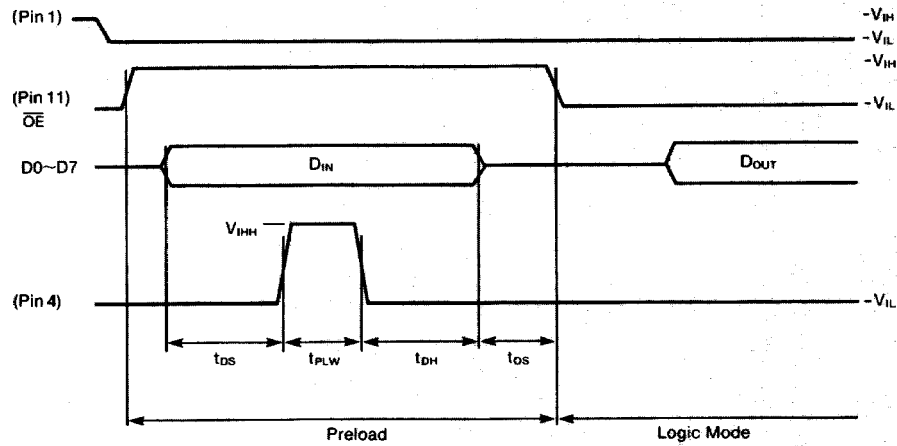 (Pin 1)
-VIH
-VIL
-VIH
(Pin 11)
OE
-VIL
D0~D7
DIN
DOUT
VIHH
(Pin 4)
-VIL
tDS
tPLW
tDH
tOS
Preload
Logic Mode